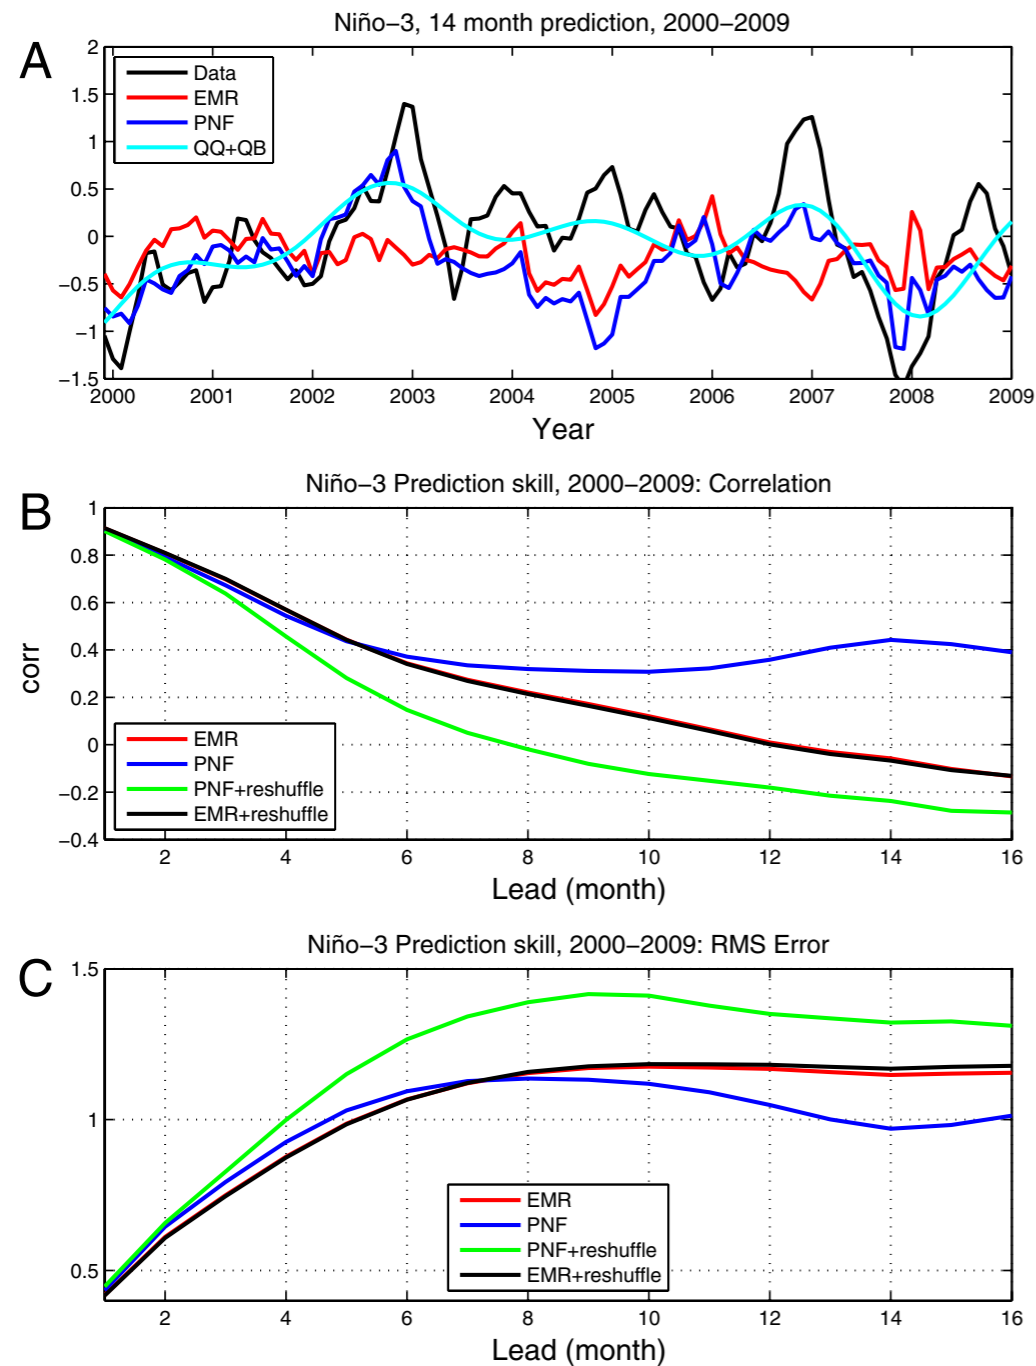 Niño−3, 14 month prediction, 2000−2009
A
2
1.5
1
0.5
0
−0.5
−1
−1.5
Data
EMR
PNF
QQ+QB
2000 2001 2002 2003 2004 2005 2006 2007 2008 2009
Year
Niño−3 Prediction skill, 2000−2009: Correlation
B
1
0.8
0.6
0.4
0.2
0
−0.2
−0.4
corr
EMR
PNF
PNF+reshuffle
EMR+reshuffle
2 4 6 8 10 12 14 16
Lead (month)
Niño−3 Prediction skill, 2000−2009: RMS Error
C
1.5
1
0.5
EMR
PNF
PNF+reshuffle
EMR+reshuffle
2 4 6 8 10 12 14 16
Lead (month)